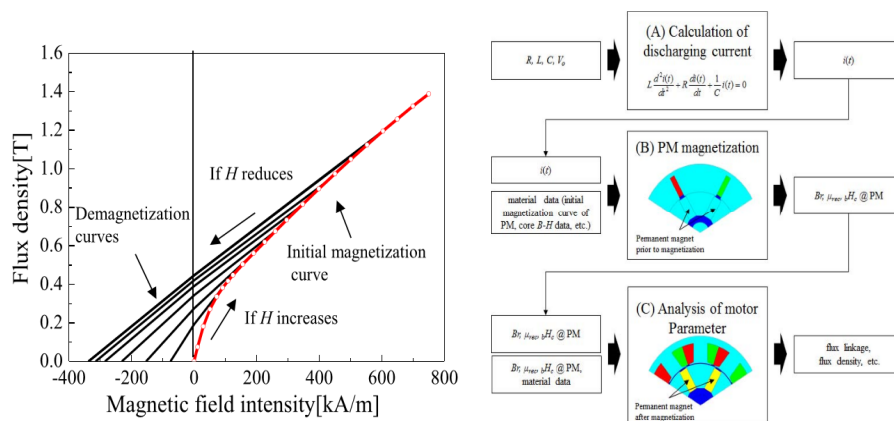 1.6
1.4
1.2
1.0
0.8
0.6
0.4
0.2
0.0
-400 -200 0 200 400 600 800
Flux density[T]
Magnetic field intensity[kA/m]
If H reduces
Demagnetization
curves
Initial magnetization
curve
If H increases
R, L, C, V₀
(A) Calculation of
discharging current
L d²i(t)/dt² + R di(t)/dt + 1/C i(t) = 0
i(t)
i(t)
material data (initial
magnetization curve of
PM, core B-H data, etc.)
(B) PM magnetization
Permanent magnet
prior to magnetization
Br, μrec, bHc @ PM
Br, μrec, bHc @ PM
Br, μrec, bHc @ PM,
material data
(C) Analysis of motor
Parameter
Permanent magnet
after magnetization
flux linkage,
flux density, etc.